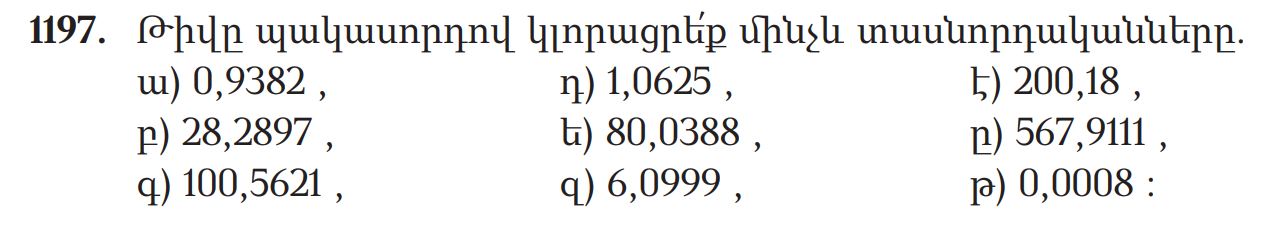 1197. Թիվը պակասորդով կլորացրե՛ք մինչև տասնորդականները.
ա) 0,9382 , դ) 1,0625 , է) 200,18 ,
բ) 28,2897 , ե) 80,0388 , ը) 567,9111 ,
գ) 100,5621 , զ) 6,0999 , թ) 0,0008 :